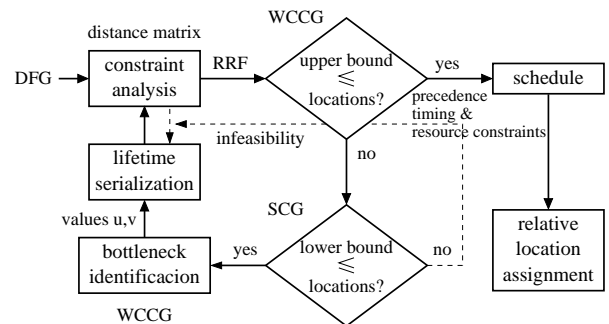 WCCG
distance matrix
constraint
analysis
DFG
RRF
upper bound
≤
locations?
yes
schedule
precedence
timing &
resource constraints
infeasibility
no
lifetime
serialization
values u,v
SCG
bottleneck
identificacion
WCCG
yes
lower bound
≤
locations?
no
relative
location
assignment